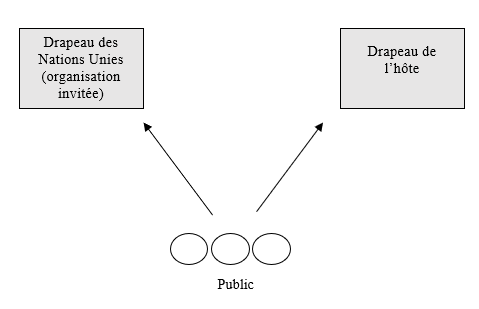 Drapeau des
Nations Unies
(organisation
invitée)
Drapeau de
l’hôte
Public